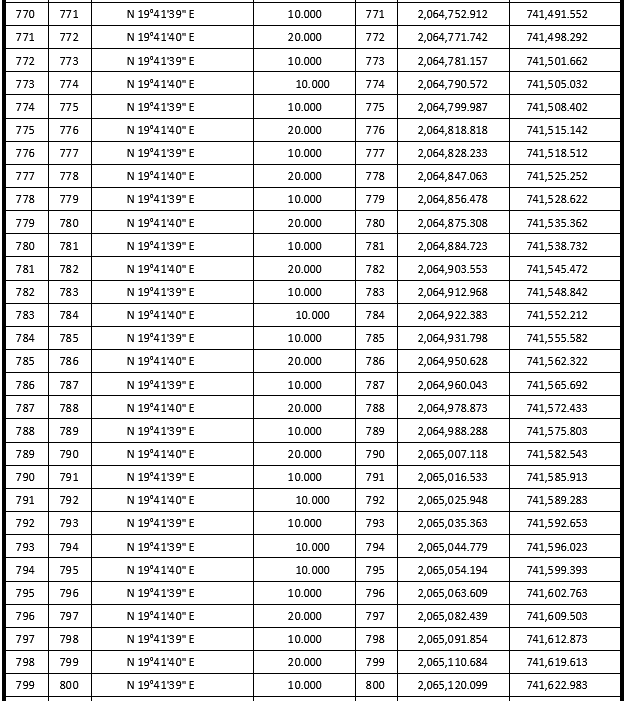 770 771 N 19°41'39" E 10.000 771 2,064,752.912 741,491.552
771 772 N 19°41'40" E 20.000 772 2,064,771.742 741,498.292
772 773 N 19°41'39" E 10.000 773 2,064,781.157 741,501.662
773 774 N 19°41'40" E 10.000 774 2,064,790.572 741,505.032
774 775 N 19°41'39" E 10.000 775 2,064,799.987 741,508.402
775 776 N 19°41'40" E 20.000 776 2,064,818.818 741,515.142
776 777 N 19°41'39" E 10.000 777 2,064,828.233 741,518.512
777 778 N 19°41'40" E 20.000 778 2,064,847.063 741,525.252
778 779 N 19°41'39" E 10.000 779 2,064,856.478 741,528.622
779 780 N 19°41'40" E 20.000 780 2,064,875.308 741,535.362
780 781 N 19°41'39" E 10.000 781 2,064,884.723 741,538.732
781 782 N 19°41'40" E 20.000 782 2,064,903.553 741,545.472
782 783 N 19°41'39" E 10.000 783 2,064,912.968 741,548.842
783 784 N 19°41'40" E 10.000 784 2,064,922.383 741,552.212
784 785 N 19°41'39" E 10.000 785 2,064,931.798 741,555.582
785 786 N 19°41'40" E 20.000 786 2,064,950.628 741,562.322
786 787 N 19°41'39" E 10.000 787 2,064,960.043 741,565.692
787 788 N 19°41'40" E 20.000 788 2,064,978.873 741,572.433
788 789 N 19°41'39" E 10.000 789 2,064,988.288 741,575.803
789 790 N 19°41'40" E 20.000 790 2,065,007.118 741,582.543
790 791 N 19°41'39" E 10.000 791 2,065,016.533 741,585.913
791 792 N 19°41'40" E 10.000 792 2,065,025.948 741,589.283
792 793 N 19°41'39" E 10.000 793 2,065,035.363 741,592.653
793 794 N 19°41'39" E 10.000 794 2,065,044.779 741,596.023
794 795 N 19°41'40" E 10.000 795 2,065,054.194 741,599.393
795 796 N 19°41'39" E 10.000 796 2,065,063.609 741,602.763
796 797 N 19°41'40" E 20.000 797 2,065,082.439 741,609.503
797 798 N 19°41'39" E 10.000 798 2,065,091.854 741,612.873
798 799 N 19°41'40" E 20.000 799 2,065,110.684 741,619.613
799 800 N 19°41'39" E 10.000 800 2,065,120.099 741,622.983